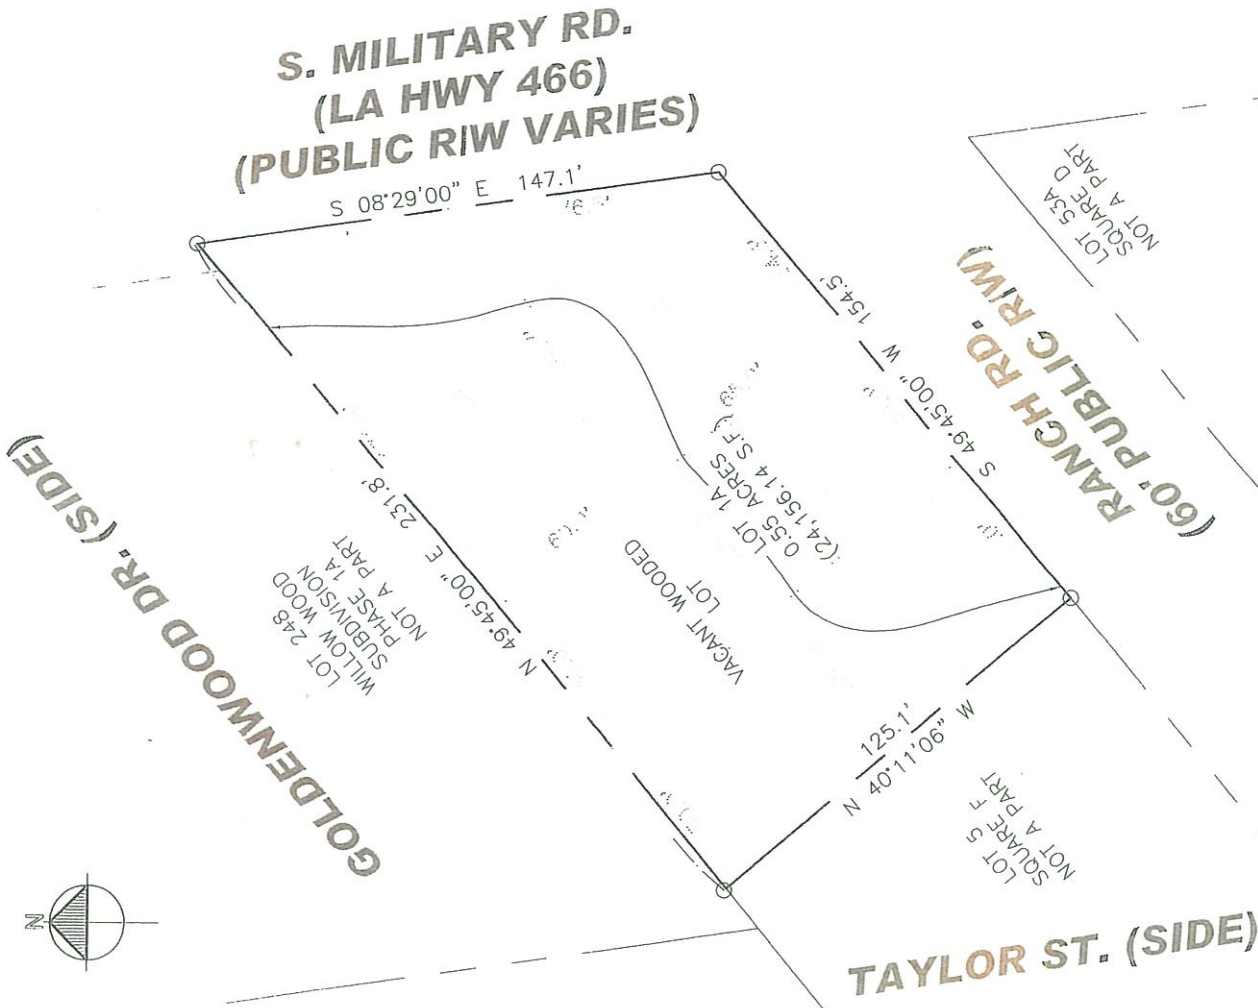 S. MILITARY RD.
(LA HWY 466)
(PUBLIC R/W VARIES)
S 08°29'00" E 147.1'
LOT 53A
SQUARE D
NOT A PART
RANCH RD.
(60' PUBLIC R/W)
S 49°45'00" W 154.5'
LOT 1A
0.55 ACRES
(24,156.14 S.F.)
VACANT WOODED
LOT
N 49°45'00" E 231.8'
LOT 248
WILLOW WOOD
SUBDIVISION
PHASE 1A
NOT A PART
GOLDENWOOD DR. (SIDE)
125.1'
N 40°11'06" W
LOT 5
SQUARE F
NOT A PART
N
TAYLOR ST. (SIDE)